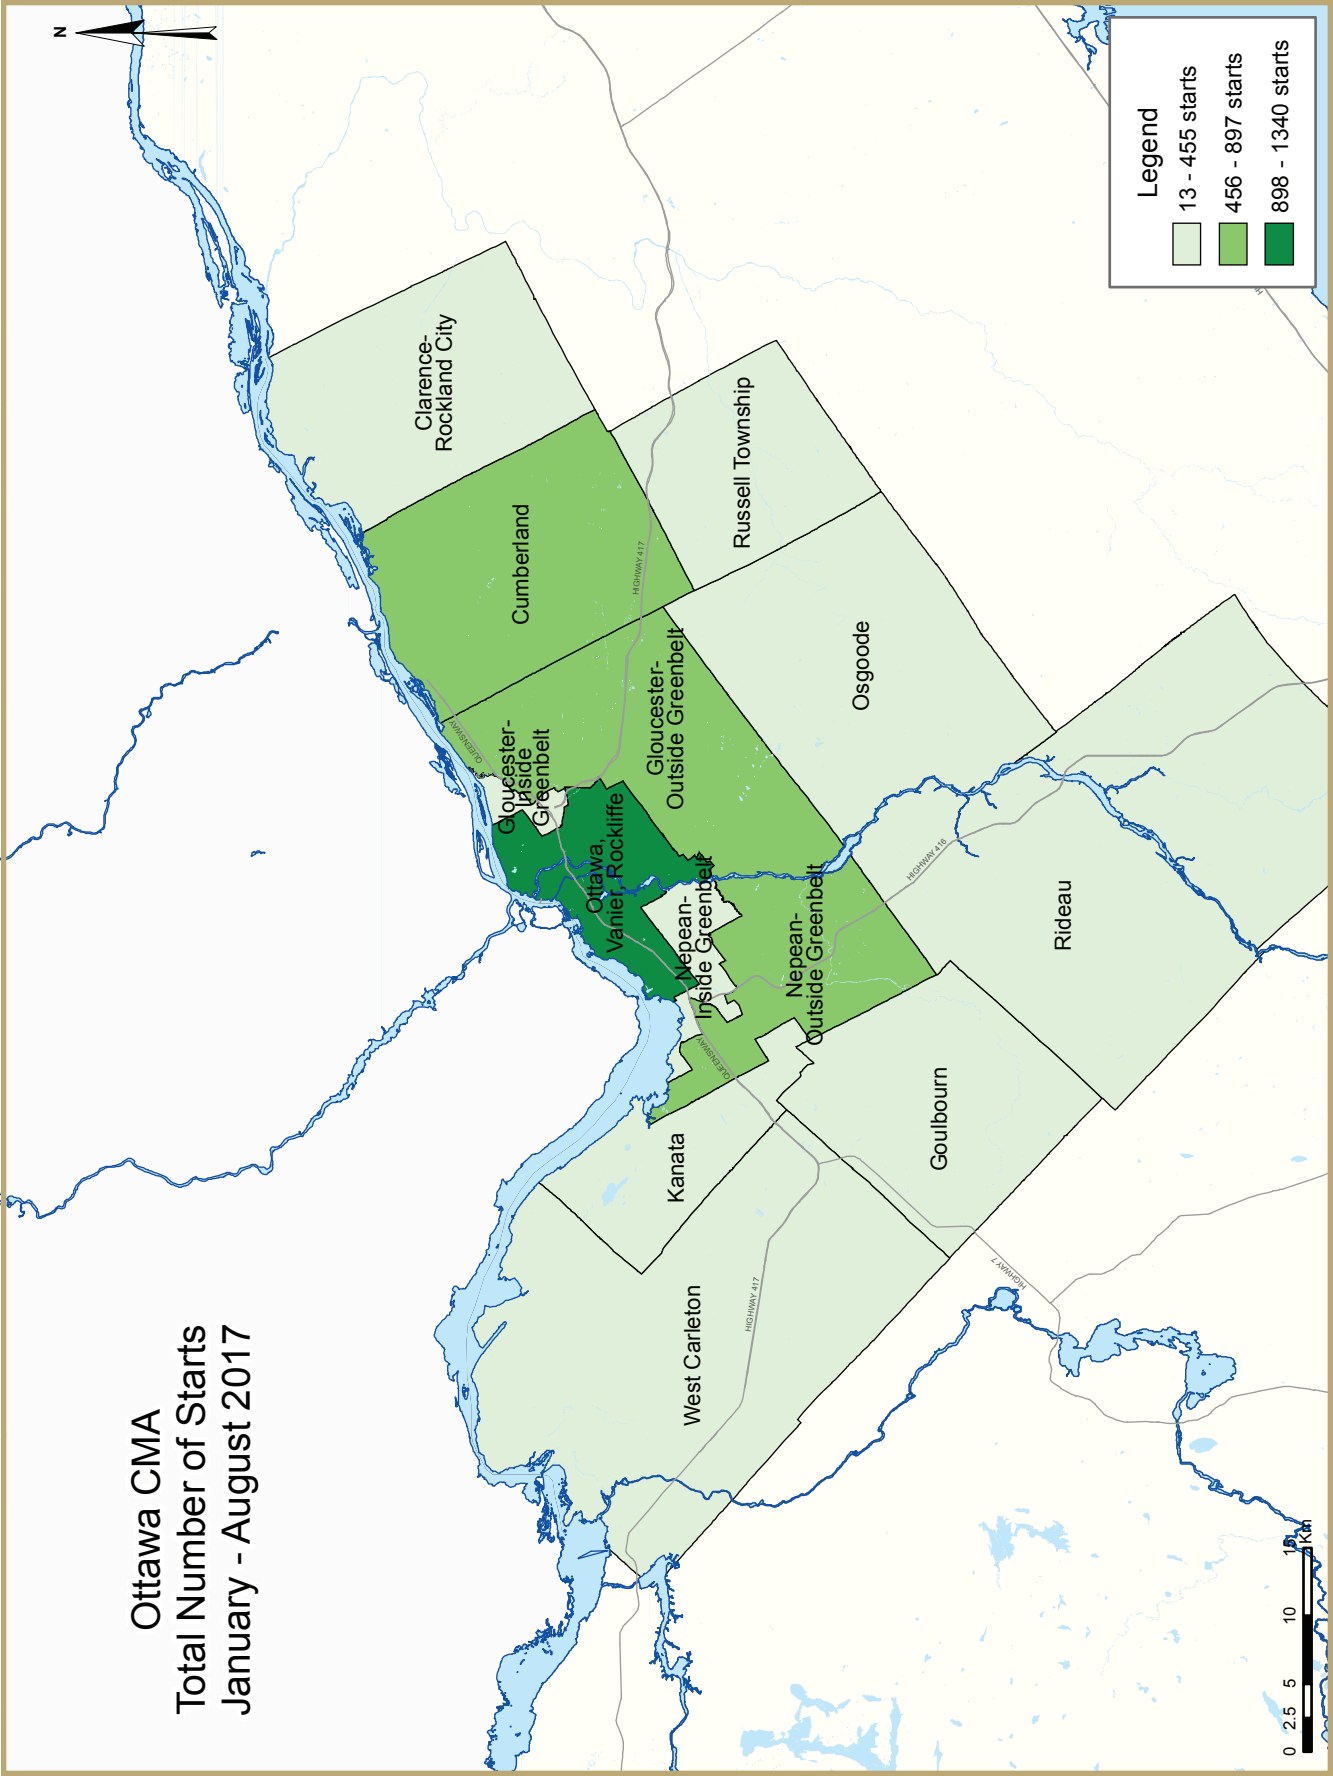 Ottawa CMA
Total Number of Starts
January - August 2017
N
Clarence-
Rockland City
Cumberland
Russell Township
HIGHWAY 417
QUEENSWAY
Gloucester-
Inside
Greenbelt
Gloucester-
Outside Greenbelt
Osgoode
Ottawa,
Vanier, Rockliffe
Nepean-
Inside Greenbelt
Nepean-
Outside Greenbelt
QUEENSWAY
HIGHWAY 416
Rideau
Kanata
Goulbourn
West Carleton
HIGHWAY 417
HIGHWAY 7
Legend
13 - 455 starts
456 - 897 starts
898 - 1340 starts
0 2.5 5 10 15
Km